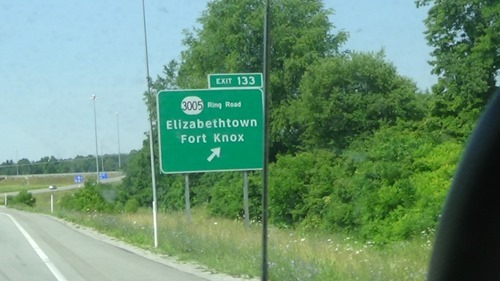 EXIT 133
3005 Ring Road
Elizabethtown
Fort Knox